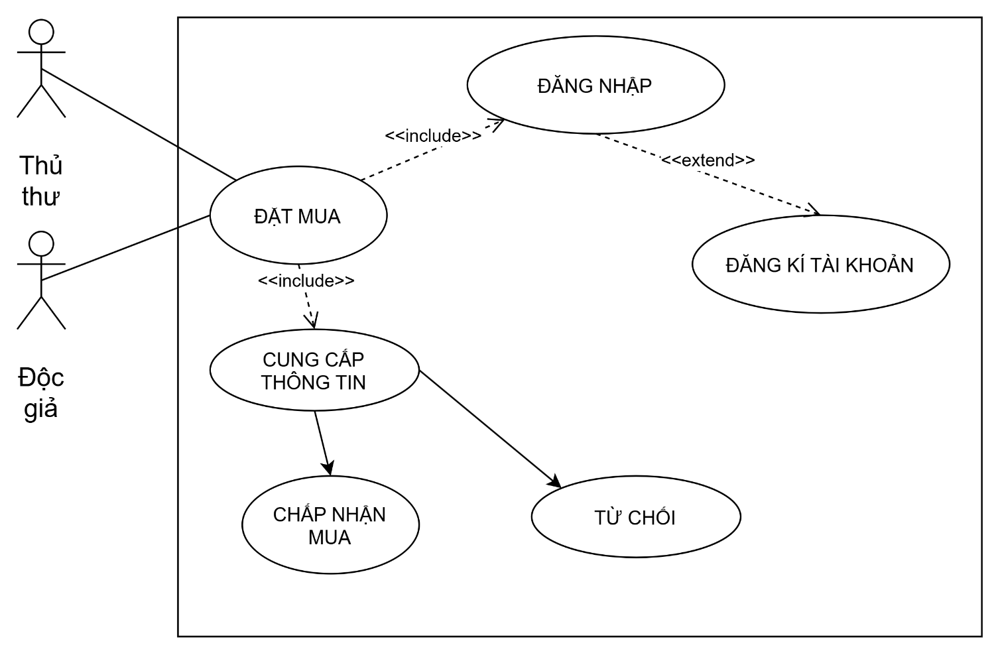 ĐĂNG NHẬP
<<include>>
<<extend>>
Thủ
thư
ĐẶT MUA
ĐĂNG KÍ TÀI KHOẢN
<<include>>
CUNG CẤP
THÔNG TIN
Độc
giả
CHẤP NHẬN
MUA
TỪ CHỐI